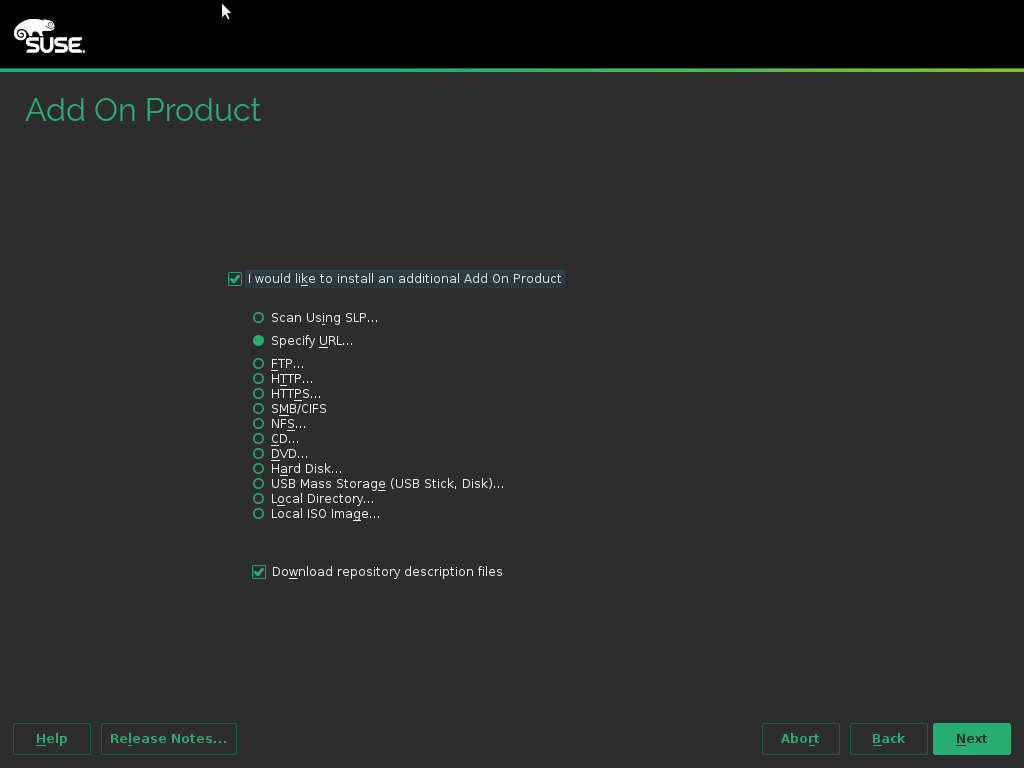 SUSE.
Add On Product
I would like to install an additional Add On Product
Scan Using SLP...
Specify URL...
FTP...
HTTP...
HTTPS...
SMB/CIFS
NFS...
CD...
DVD...
Hard Disk...
USB Mass Storage (USB Stick, Disk)...
Local Directory...
Local ISO Image...
Download repository description files
Help Release Notes... Abort Back Next